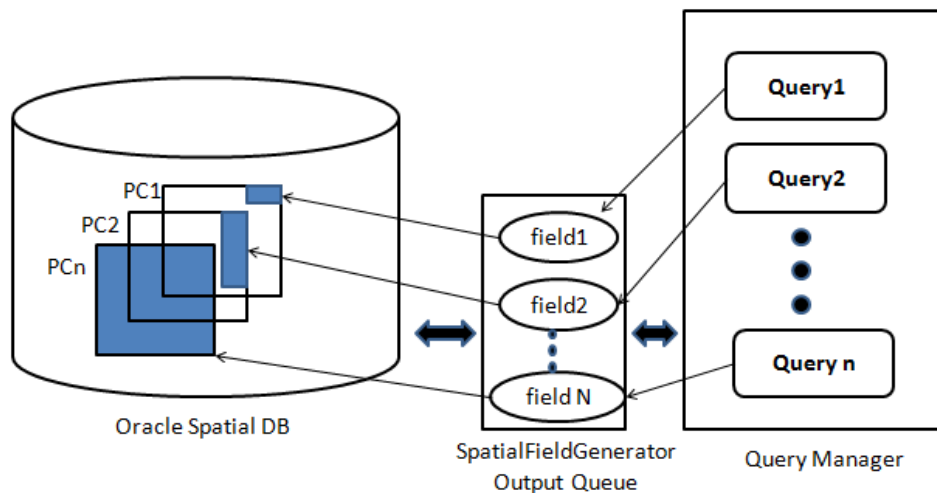 PC1
PC2
PCn
Oracle Spatial DB
field1
field2
field N
SpatialFieldGenerator
Output Queue
Query1
Query2
Query n
Query Manager